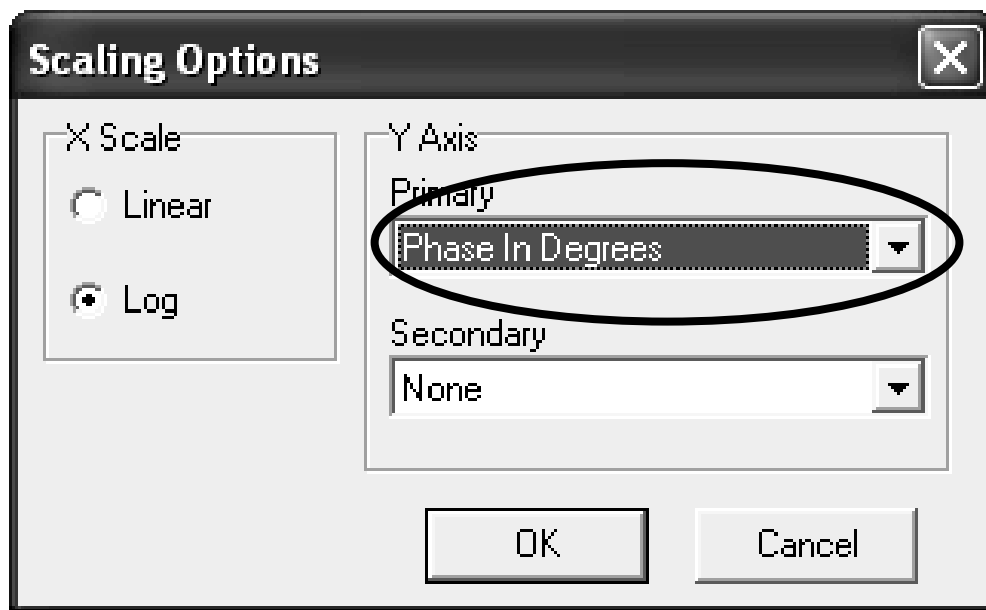 Scaling Options
X Scale
Linear
Log
Y Axis
Primary
Phase In Degrees
Secondary
None
OK
Cancel